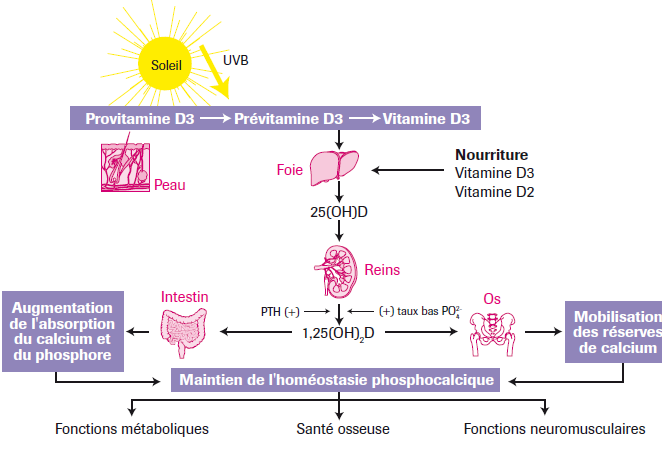 Soleil
UVB
Provitamine D3 → Prévitamine D3 → Vitamine D3
Peau
Foie
Nourriture
Vitamine D3
Vitamine D2
25(OH)D
Reins
Intestin
Os
PTH (+)
(+) taux bas PO₄²⁻
1,25(OH)₂D
Augmentation
de l'absorption
du calcium et
du phosphore
Mobilisation
des réserves
de calcium
Maintien de l'homéostasie phosphocalcique
Fonctions métaboliques
Santé osseuse
Fonctions neuromusculaires